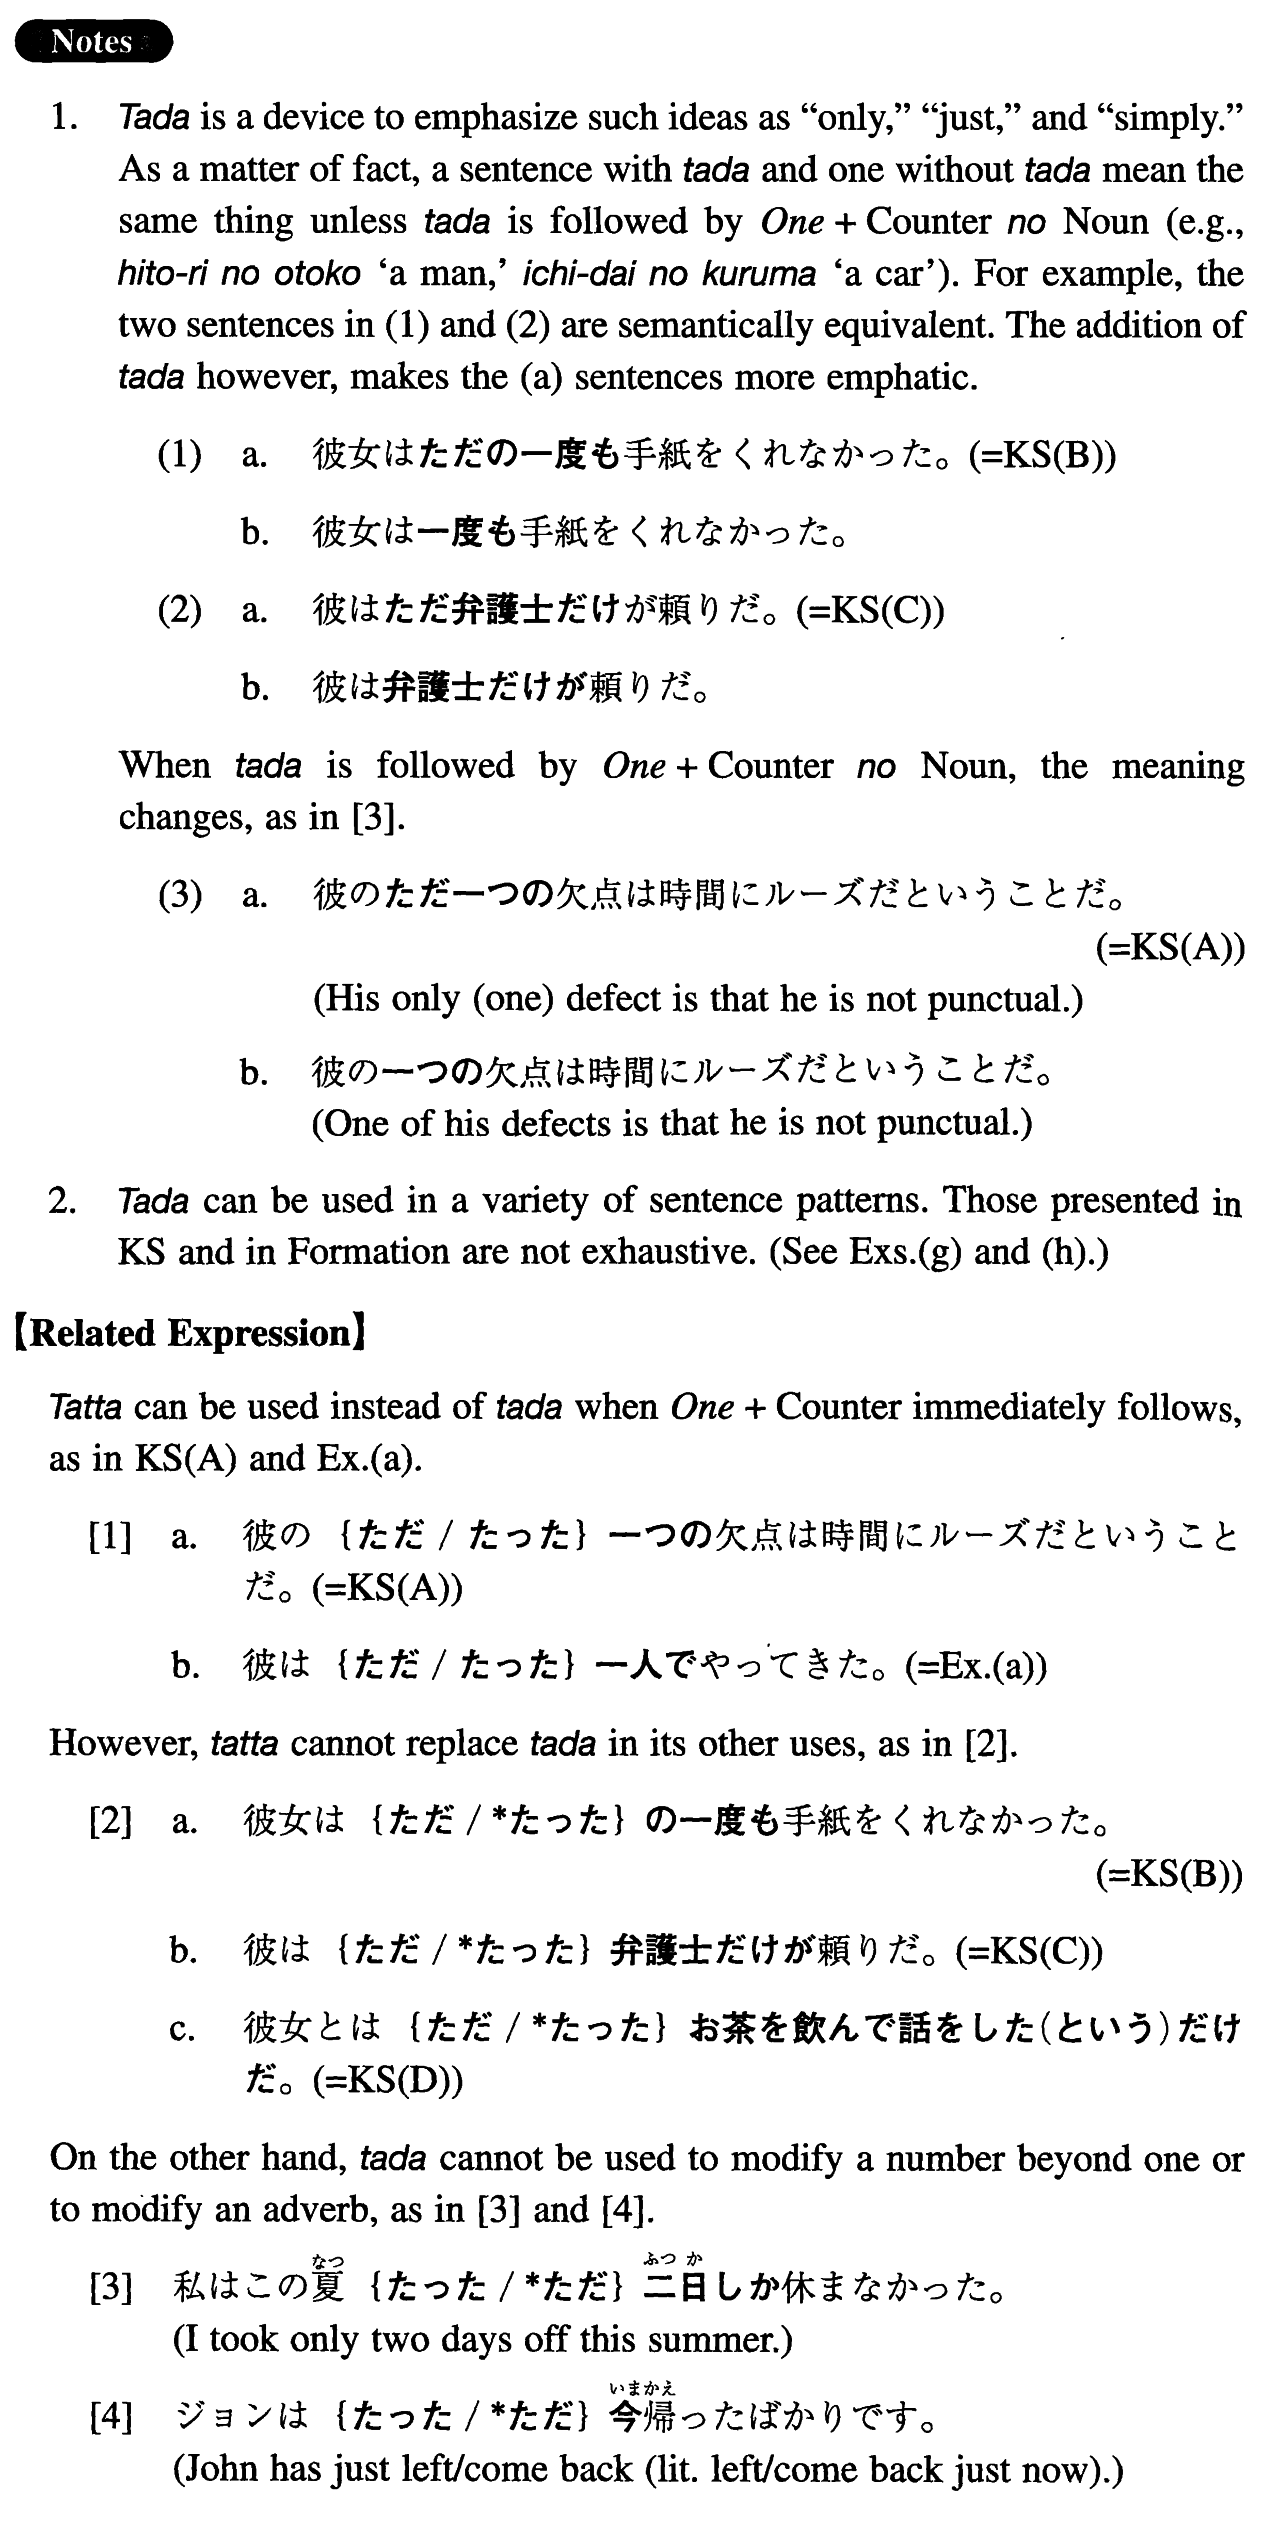 Notes
1. Tada is a device to emphasize such ideas as “only,” “just,” and “simply.”
As a matter of fact, a sentence with tada and one without tada mean the
same thing unless tada is followed by One + Counter no Noun (e.g.,
hito-ri no otoko ‘a man,’ ichi-dai no kuruma ‘a car’). For example, the
two sentences in (1) and (2) are semantically equivalent. The addition of
tada however, makes the (a) sentences more emphatic.
(1) a. 彼女はただの一度も手紙をくれなかった。(=KS(B))
b. 彼女は一度も手紙をくれなかった。
(2) a. 彼はただ弁護士だけが頼りだ。(=KS(C))
b. 彼は弁護士だけが頼りだ。
When tada is followed by One + Counter no Noun, the meaning
changes, as in [3].
(3) a. 彼のただ一つの欠点は時間にルーズだということだ。
(=KS(A))
(His only (one) defect is that he is not punctual.)
b. 彼の一つの欠点は時間にルーズだということだ。
(One of his defects is that he is not punctual.)
2. Tada can be used in a variety of sentence patterns. Those presented in
KS and in Formation are not exhaustive. (See Exs.(g) and (h).)
【Related Expression】
Tatta can be used instead of tada when One + Counter immediately follows,
as in KS(A) and Ex.(a).
[1] a. 彼の {ただ / たった} 一つの欠点は時間にルーズだということ
だ。(=KS(A))
b. 彼は {ただ / たった} 一人でやってきた。(=Ex.(a))
However, tatta cannot replace tada in its other uses, as in [2].
[2] a. 彼女は {ただ / *たった} の一度も手紙をくれなかった。
(=KS(B))
b. 彼は {ただ / *たった} 弁護士だけが頼りだ。(=KS(C))
c. 彼女とは {ただ / *たった} お茶を飲んで話をした(という)だけ
だ。(=KS(D))
On the other hand, tada cannot be used to modify a number beyond one or
to modify an adverb, as in [3] and [4].
なつ ふつ か
[3] 私はこの夏 {たった / *ただ} 二日しか休まなかった。
(I took only two days off this summer.)
いまかえ
[4] ジョンは {たった / *ただ} 今帰ったばかりです。
(John has just left/come back (lit. left/come back just now).)